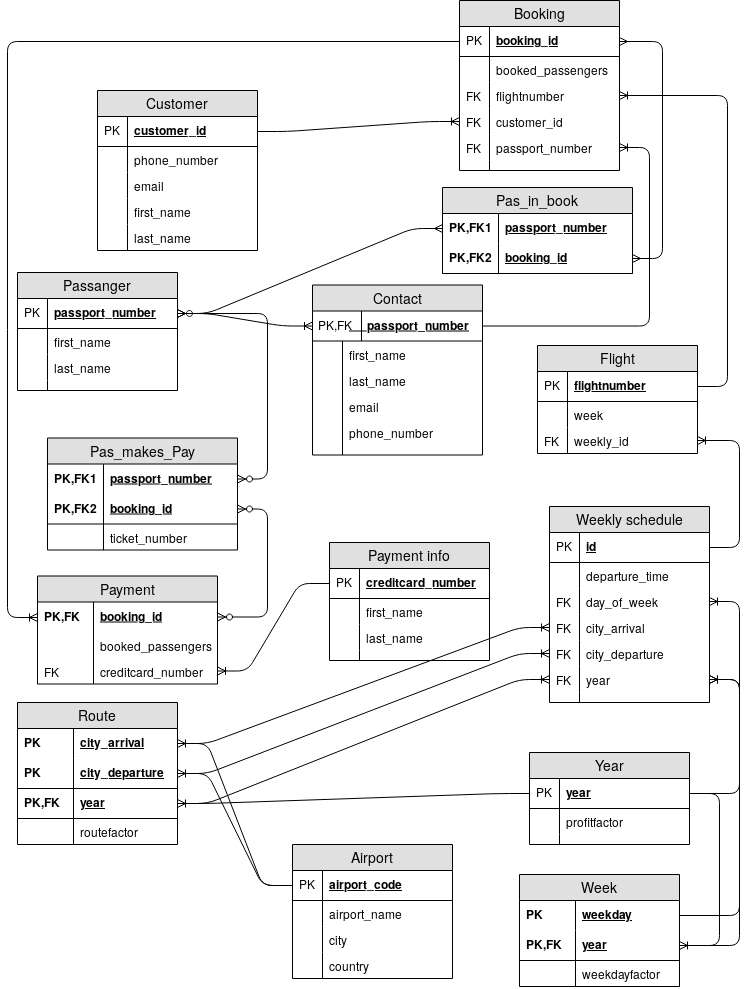 Booking
PK booking_id
booked_passengers
FK flightnumber
FK customer_id
FK passport_number
Customer
PK customer_id
phone_number
email
first_name
last_name
Pas_in_book
PK,FK1 passport_number
PK,FK2 booking_id
Passanger
PK passport_number
first_name
last_name
Contact
PK,FK passport_number
first_name
last_name
email
phone_number
Flight
PK flightnumber
week
FK weekly_id
Pas_makes_Pay
PK,FK1 passport_number
PK,FK2 booking_id
ticket_number
Weekly schedule
PK id
departure_time
FK day_of_week
FK city_arrival
FK city_departure
FK year
Payment info
PK creditcard_number
first_name
last_name
Payment
PK,FK booking_id
booked_passengers
FK creditcard_number
Route
PK city_arrival
PK city_departure
PK,FK year
routefactor
Year
PK year
profitfactor
Airport
PK airport_code
airport_name
city
country
Week
PK weekday
PK,FK year
weekdayfactor